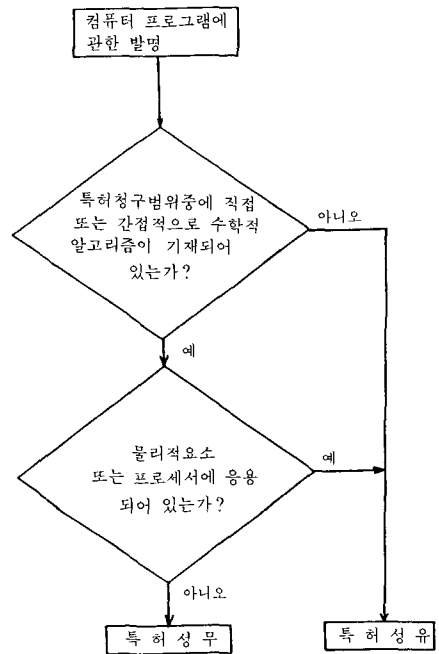 컴퓨터 프로그램에
관한 발명
특허청구범위중에 직접
또는 간접적으로 수학적
알고리즘이 기재되어
있는가?
아니오
예
물리적요소
또는 프로세서에 응용
되어 있는가?
예
아니오
특 허 성 무
특 허 성 유